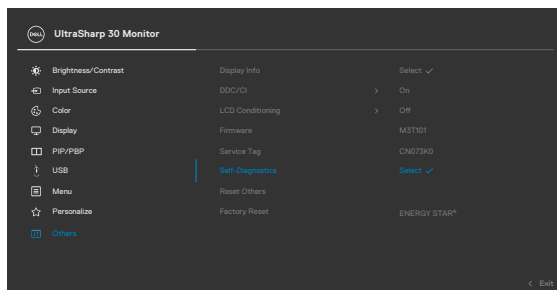 DELL UltraSharp 30 Monitor
Brightness/Contrast Display Info Select ✓
Input Source DDC/CI > On
Color LCD Conditioning > Off
Display Firmware M3T101
PIP/PBP Service Tag CN073K0
USB Self-Diagnostics Select ✓
Menu Reset Others
Personalize Factory Reset ENERGY STAR®
Others
< Exit